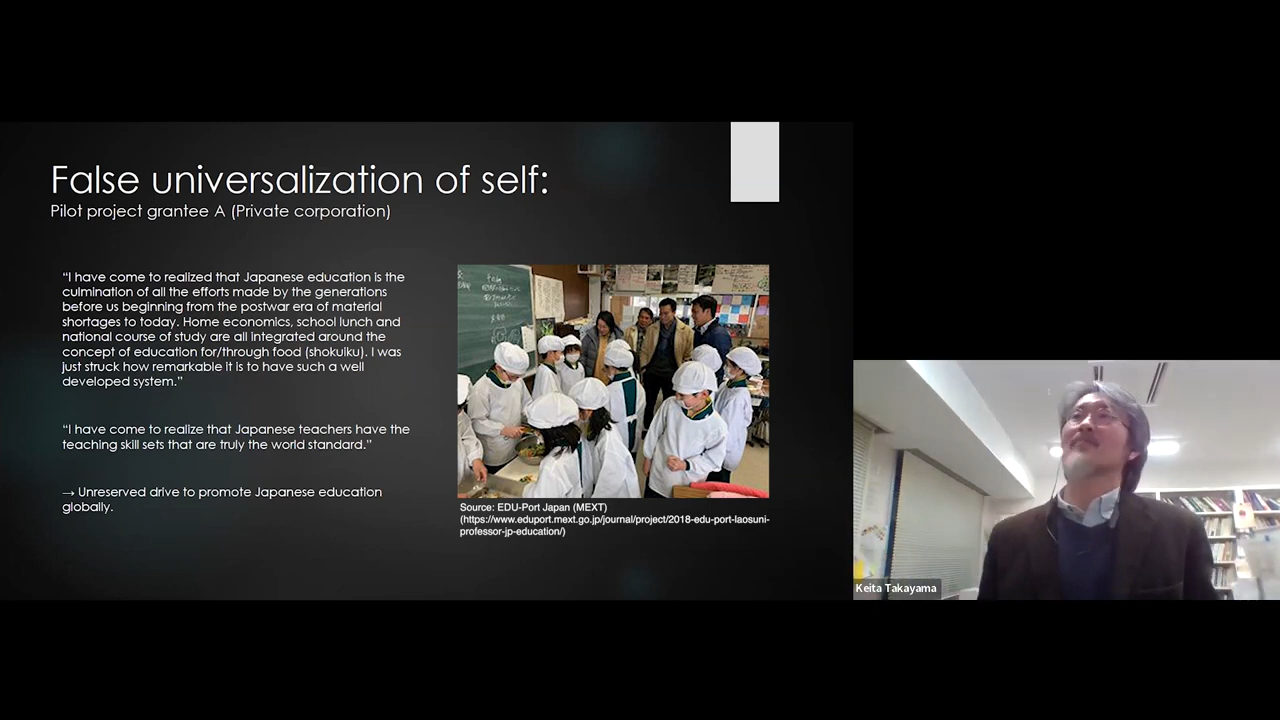 False universalization of self:
Pilot project grantee A (Private corporation)
“I have come to realized that Japanese education is the
culmination of all the efforts made by the generations
before us beginning from the postwar era of material
shortages to today. Home economics, school lunch and
national course of study are all integrated around the
concept of education for/through food (shokuiku). I was
just struck how remarkable it is to have such a well
developed system.”
“I have come to realize that Japanese teachers have the
teaching skill sets that are truly the world standard.”
→ Unreserved drive to promote Japanese education
globally.
Source: EDU-Port Japan (MEXT)
(https://www.eduport.mext.go.jp/journal/project/2018-edu-port-laosuni-
professor-jp-education/)
Keita Takayama